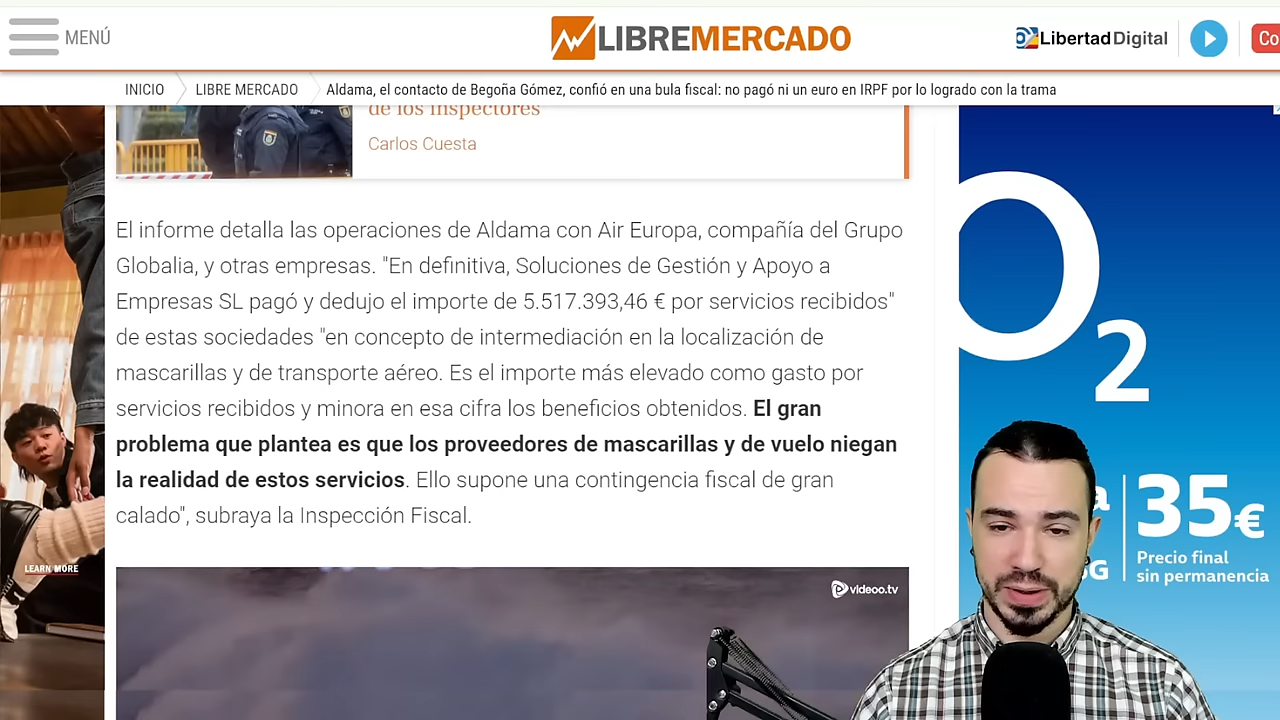 MENÚ
LIBREMERCADO
Libertad Digital
Co
INICIO
LIBRE MERCADO
Aldama, el contacto de Begoña Gómez, confió en una bula fiscal: no pagó ni un euro en IRPF por lo logrado con la trama
de los inspectores
Carlos Cuesta
El informe detalla las operaciones de Aldama con Air Europa, compañía del Grupo
Globalia, y otras empresas. "En definitiva, Soluciones de Gestión y Apoyo a
Empresas SL pagó y dedujo el importe de 5.517.393,46 € por servicios recibidos"
de estas sociedades "en concepto de intermediación en la localización de
mascarillas y de transporte aéreo. Es el importe más elevado como gasto por
servicios recibidos y minora en esa cifra los beneficios obtenidos. El gran
problema que plantea es que los proveedores de mascarillas y de vuelo niegan
la realidad de estos servicios. Ello supone una contingencia fiscal de gran
calado", subraya la Inspección Fiscal.
videoo.tv
LEARN MORE
O2
a
5G
35€
Precio final
sin permanencia